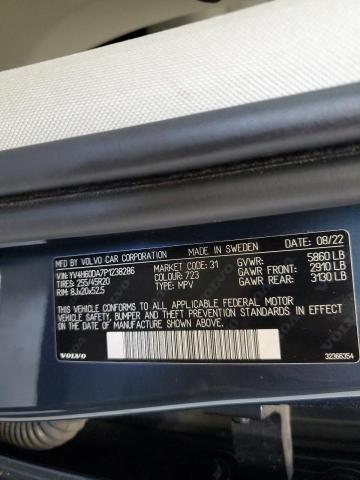 MFD BY VOLVO CAR CORPORATION MADE IN SWEDEN DATE: 08/22
VIN: YV4H60DA7P1238286 MARKET CODE: 31 GVWR: 5860 LB
TIRES: 255/45R20 COLOUR: 723 GAWR FRONT: 2910 LB
RIM: 8Jx20x52.5 TYPE: MPV GAWR REAR: 3130 LB
THIS VEHICLE CONFORMS TO ALL APPLICABLE FEDERAL MOTOR
VEHICLE SAFETY, BUMPER AND THEFT PREVENTION STANDARDS IN EFFECT
ON THE DATE OF MANUFACTURE SHOWN ABOVE.
VOLVO 32366354